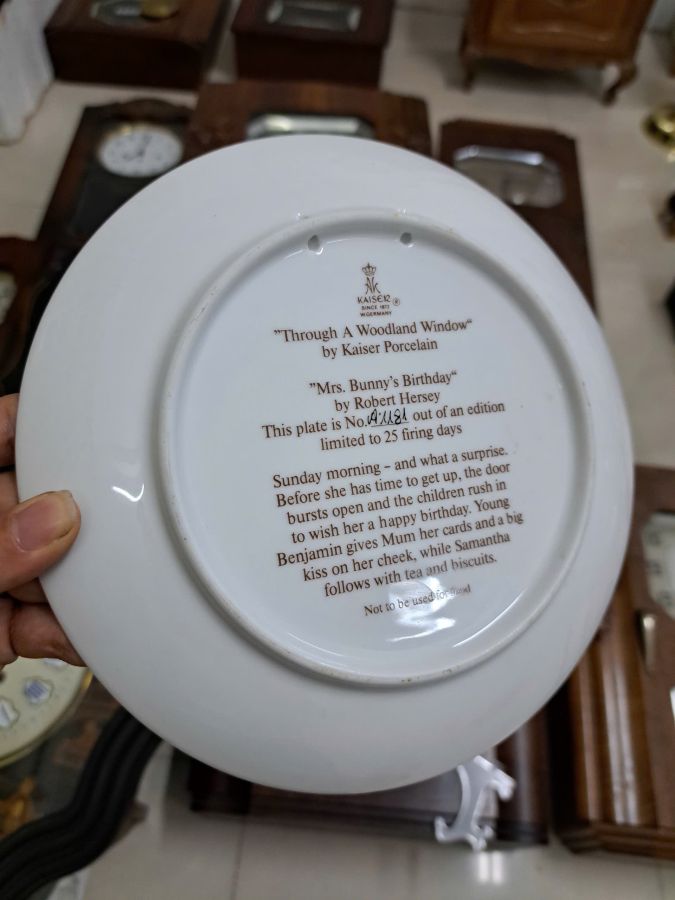 KAISER ®
SINCE 1872
W.GERMANY
"Through A Woodland Window"
by Kaiser Porcelain
"Mrs. Bunny's Birthday"
by Robert Hersey
This plate is No. out of an edition
limited to 25 firing days
Sunday morning – and what a surprise.
Before she has time to get up, the door
bursts open and the children rush in
to wish her a happy birthday. Young
Benjamin gives Mum her cards and a big
kiss on her cheek, while Samantha
follows with tea and biscuits.
Not to be used for food